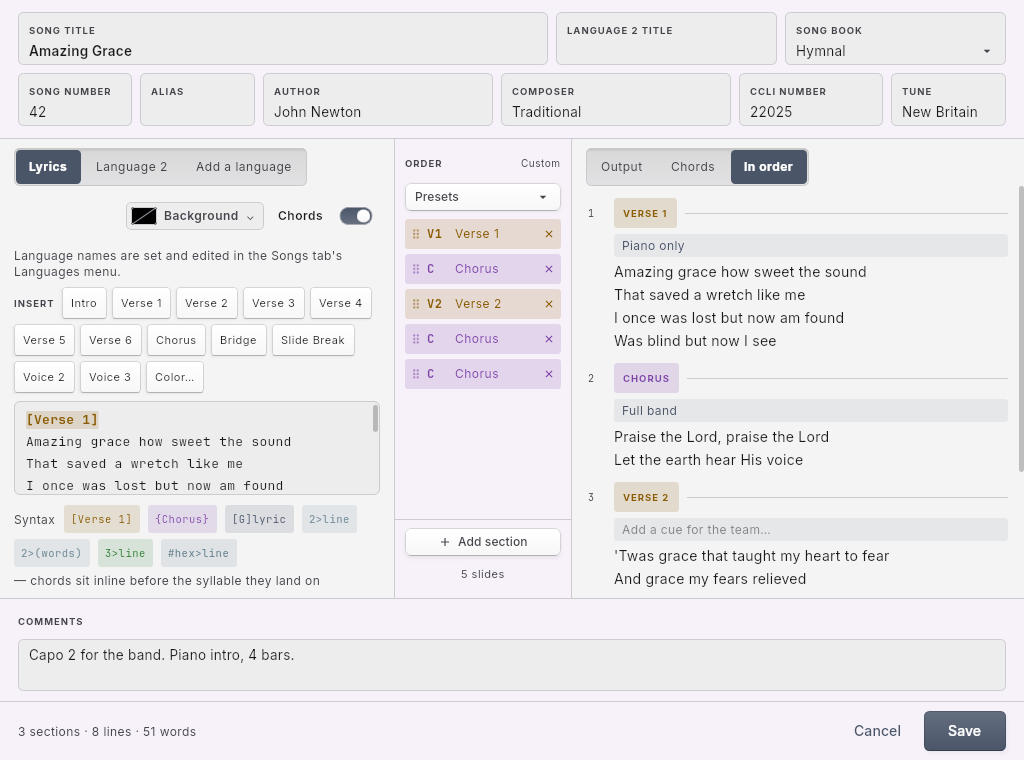 SONG TITLE
Amazing Grace
LANGUAGE 2 TITLE
SONG BOOK
Hymnal
SONG NUMBER
42
ALIAS
AUTHOR
John Newton
COMPOSER
Traditional
CCLI NUMBER
22025
TUNE
New Britain
Lyrics
Language 2
Add a language
Background
Chords
Language names are set and edited in the Songs tab's
Languages menu.
INSERT
Intro
Verse 1
Verse 2
Verse 3
Verse 4
Verse 5
Verse 6
Chorus
Bridge
Slide Break
Voice 2
Voice 3
Color...
[Verse 1]
Amazing grace how sweet the sound
That saved a wretch like me
I once was lost but now am found
Syntax
[Verse 1]
{Chorus}
[G]lyric
2>line
2>(words)
3>line
#hex>line
— chords sit inline before the syllable they land on
ORDER
Custom
Presets
V1 Verse 1 ×
C Chorus ×
V2 Verse 2 ×
C Chorus ×
C Chorus ×
+ Add section
5 slides
Output
Chords
In order
1
VERSE 1
Piano only
Amazing grace how sweet the sound
That saved a wretch like me
I once was lost but now am found
Was blind but now I see
2
CHORUS
Full band
Praise the Lord, praise the Lord
Let the earth hear His voice
3
VERSE 2
Add a cue for the team...
'Twas grace that taught my heart to fear
And grace my fears relieved
COMMENTS
Capo 2 for the band. Piano intro, 4 bars.
3 sections · 8 lines · 51 words
Cancel
Save